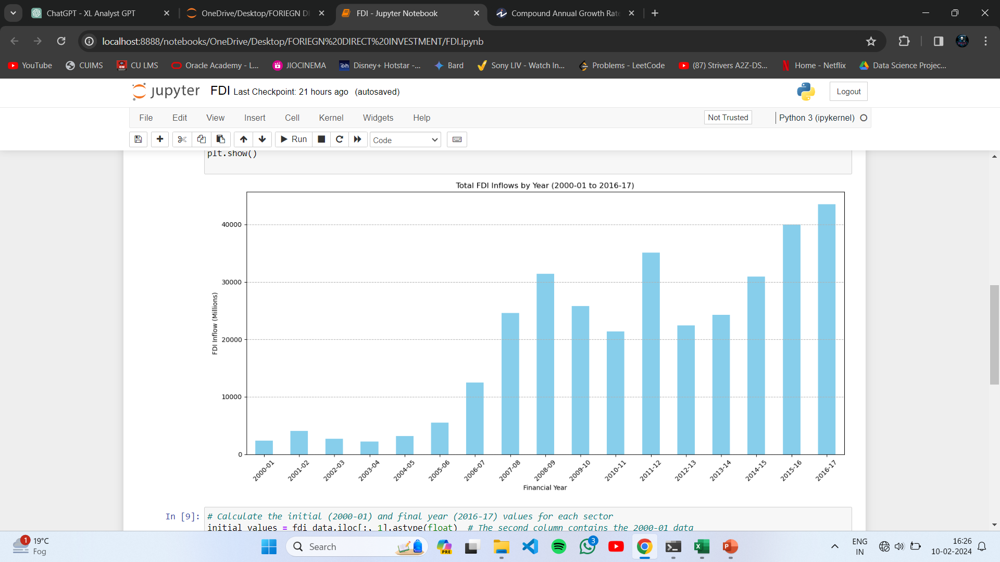 ChatGPT - XL Analyst GPT
OneDrive/Desktop/FORIEGN DI
FDI - Jupyter Notebook
Compound Annual Growth Rate
localhost:8888/notebooks/OneDrive/Desktop/FORIEGN%20DIRECT%20INVESTMENT/FDI.ipynb
YouTube CUIMS CU LMS Oracle Academy - L... JIOCINEMA Disney+ Hotstar -... Bard Sony LIV - Watch In... Problems - LeetCode (87) Strivers A2Z-DS... Home - Netflix Data Science Projec...
jupyter FDI Last Checkpoint: 21 hours ago (autosaved) Logout
File Edit View Insert Cell Kernel Widgets Help Not Trusted Python 3 (ipykernel)
Run Code
plt.show()
Total FDI Inflows by Year (2000-01 to 2016-17)
40000
30000
20000
10000
0
FDI Inflow (Millions)
2000-01 2001-02 2002-03 2003-04 2004-05 2005-06 2006-07 2007-08 2008-09 2009-10 2010-11 2011-12 2012-13 2013-14 2014-15 2015-16 2016-17
Financial Year
In [9]: # Calculate the initial (2000-01) and final year (2016-17) values for each sector
initial_values = fdi_data.iloc[:, 1].astype(float) # The second column contains the 2000-01 data
1 19°C
Fog
Search
PRE
3
ENG
IN
16:26
10-02-2024